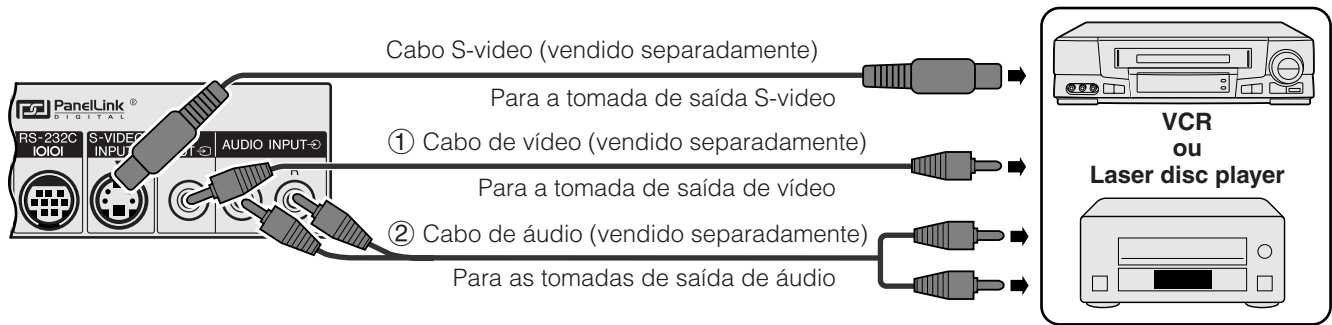 Cabo S-video (vendido separadamente)
Para a tomada de saída S-video
PanelLink ®
DIGITAL
RS-232C
IOIOI
S-VIDEO
INPUT
AUDIO INPUT
R
① Cabo de vídeo (vendido separadamente)
Para a tomada de saída de vídeo
② Cabo de áudio (vendido separadamente)
Para as tomadas de saída de áudio
VCR
ou
Laser disc player